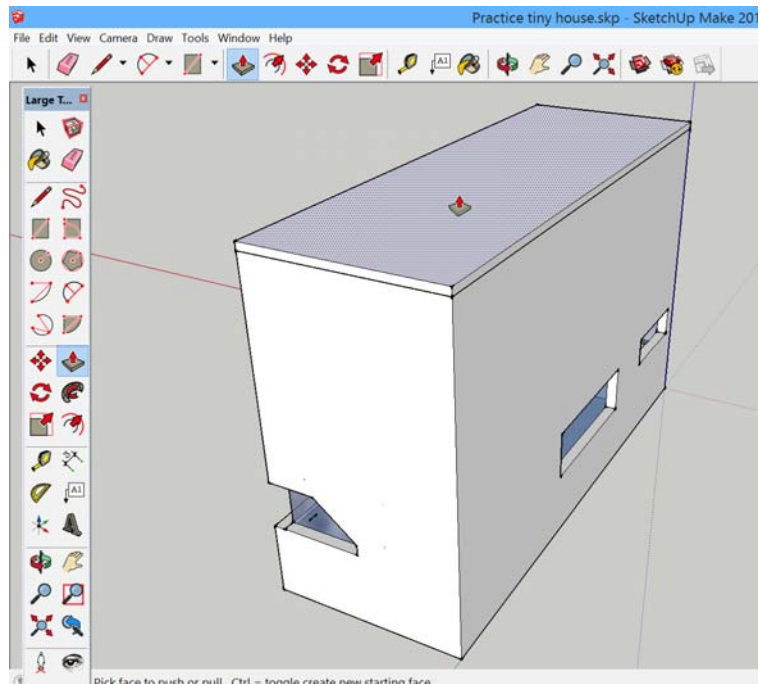 Practice tiny house.skp - SketchUp Make 201
File Edit View Camera Draw Tools Window Help
A1
Large T...
A1
Pick face to push or pull. Ctrl = toggle create new starting face.